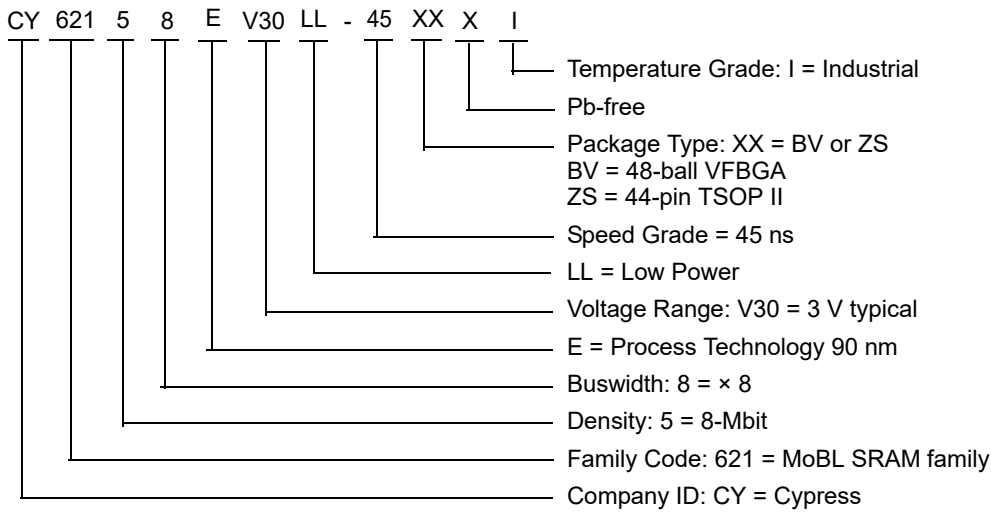 CY 621 5 8 E V30 LL - 45 XX X I
Temperature Grade: I = Industrial
Pb-free
Package Type: XX = BV or ZS
BV = 48-ball VFBGA
ZS = 44-pin TSOP II
Speed Grade = 45 ns
LL = Low Power
Voltage Range: V30 = 3 V typical
E = Process Technology 90 nm
Buswidth: 8 = × 8
Density: 5 = 8-Mbit
Family Code: 621 = MoBL SRAM family
Company ID: CY = Cypress